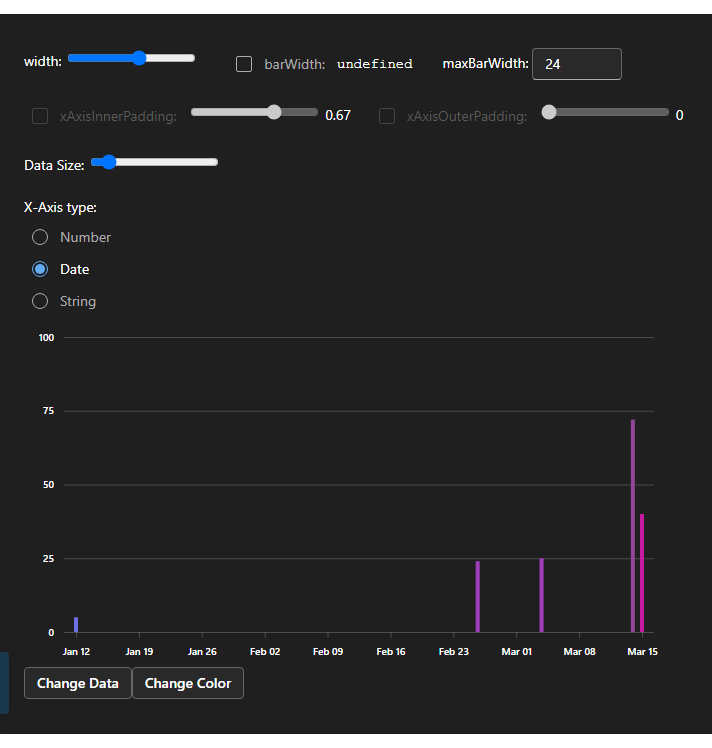 width: barWidth: undefined maxBarWidth: 24
xAxisInnerPadding: 0.67 xAxisOuterPadding: 0
Data Size:
X-Axis type:
Number
Date
String
100
75
50
25
0
Jan 12 Jan 19 Jan 26 Feb 02 Feb 09 Feb 16 Feb 23 Mar 01 Mar 08 Mar 15
Change Data Change Color